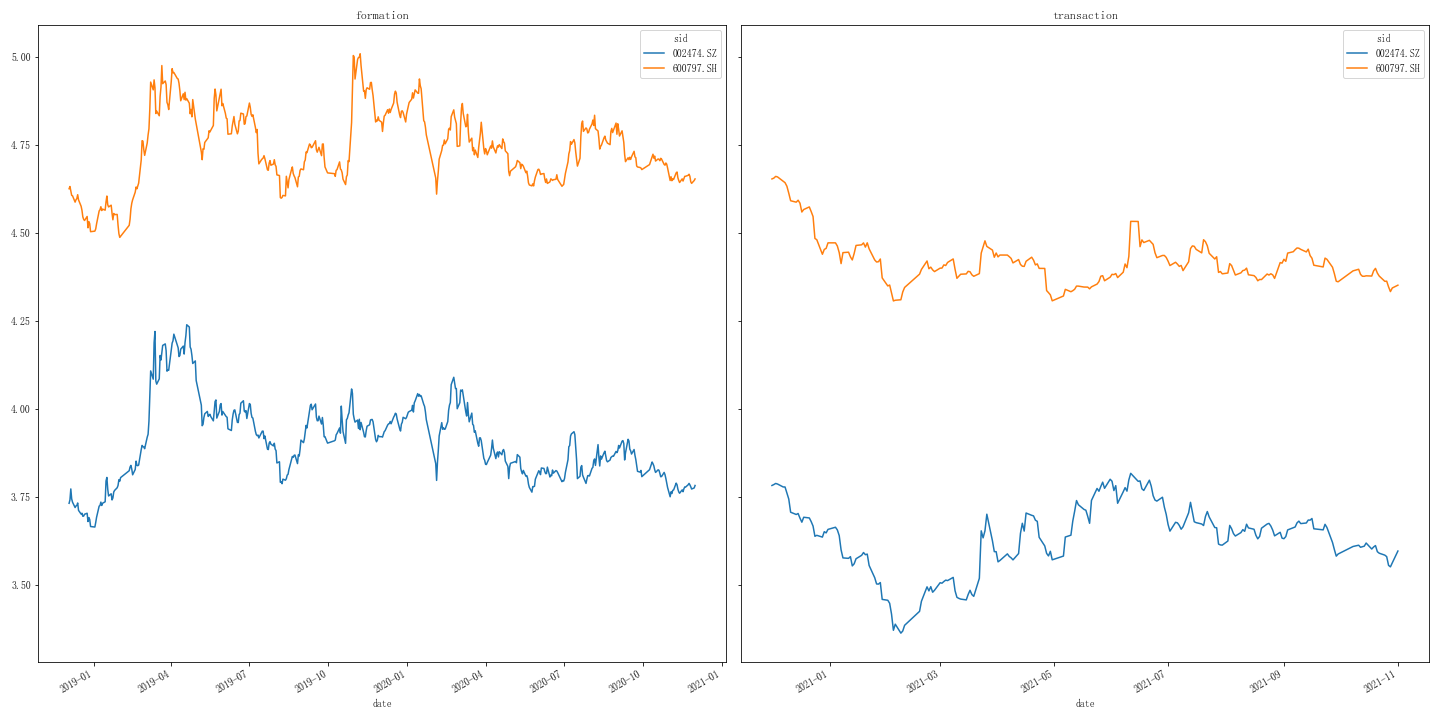 formation
sid
002474.SZ
600797.SH
5.00
4.75
4.50
4.25
4.00
3.75
3.50
2019-01
2019-04
2019-07
2019-10
2020-01
2020-04
2020-07
2020-10
2021-01
date
transaction
sid
002474.SZ
600797.SH
2021-01
2021-03
2021-05
2021-07
2021-09
2021-11
date